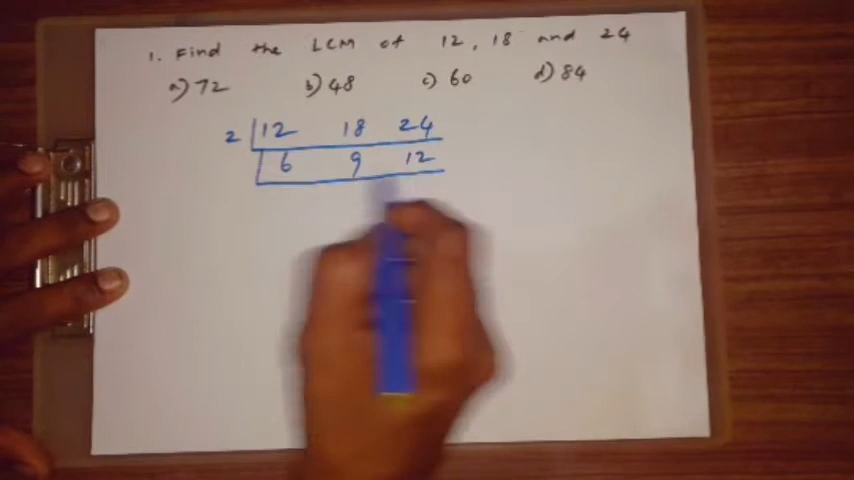 1. Find the LCM of 12, 18 and 24
a) 72 b) 48 c) 60 d) 84
2 12 18 24
6 9 12